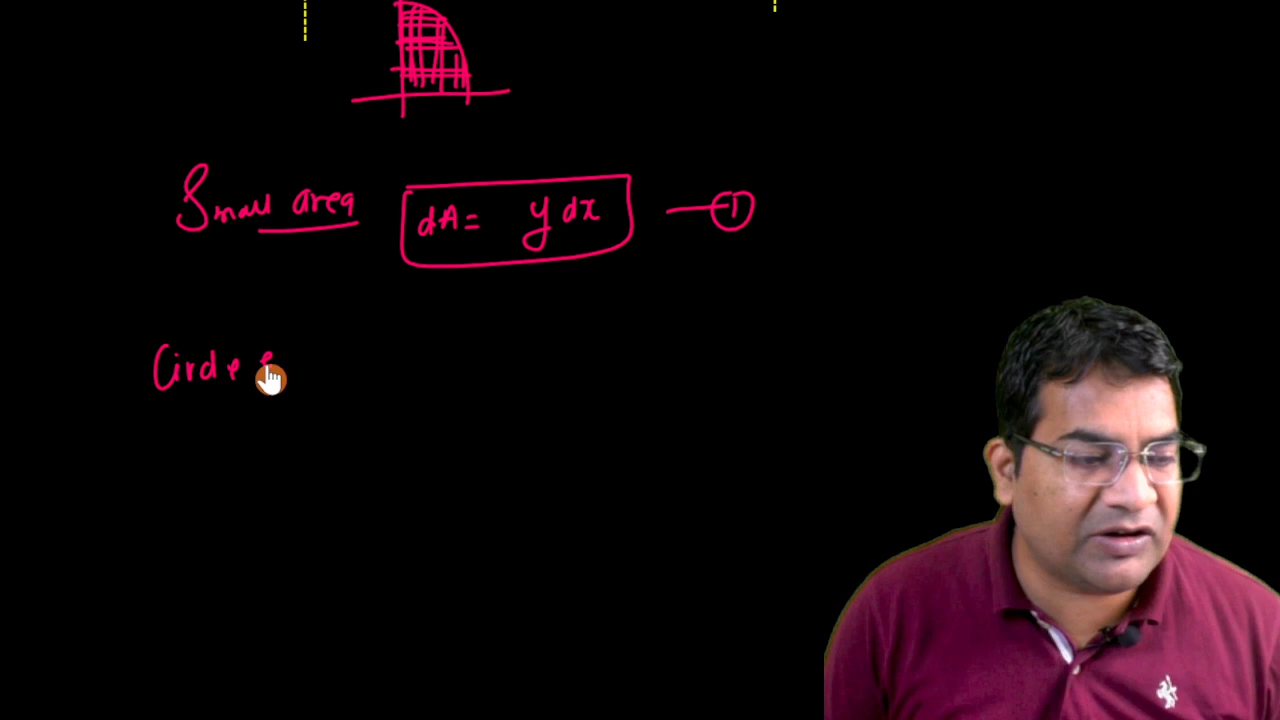 Small area dA = y dx — ①
Circle